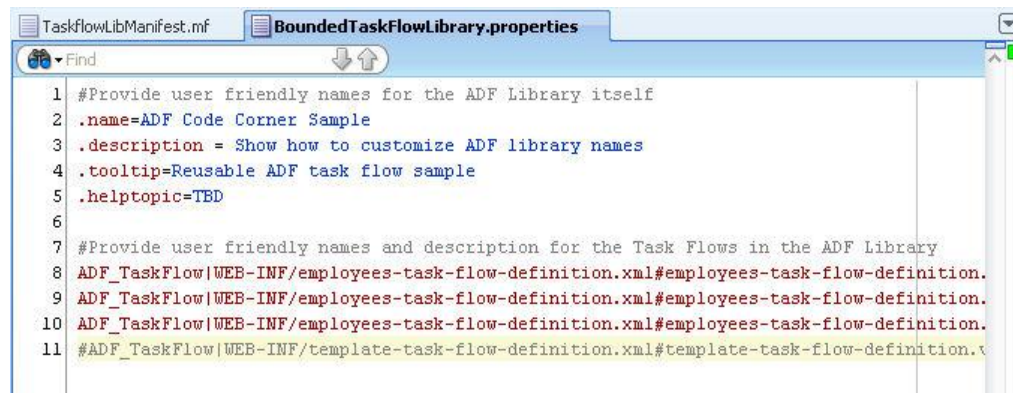 TaskflowLibManifest.mf BoundedTaskFlowLibrary.properties
Find
1 #Provide user friendly names for the ADF Library itself
2 .name=ADF Code Corner Sample
3 .description = Show how to customize ADF library names
4 .tooltip=Reusable ADF task flow sample
5 .helptopic=TBD
6
7 #Provide user friendly names and description for the Task Flows in the ADF Library
8 ADF_TaskFlow|WEB-INF/employees-task-flow-definition.xml#employees-task-flow-definition.
9 ADF_TaskFlow|WEB-INF/employees-task-flow-definition.xml#employees-task-flow-definition.
10 ADF_TaskFlow|WEB-INF/employees-task-flow-definition.xml#employees-task-flow-definition.
11 #ADF_TaskFlow|WEB-INF/template-task-flow-definition.xml#template-task-flow-definition.